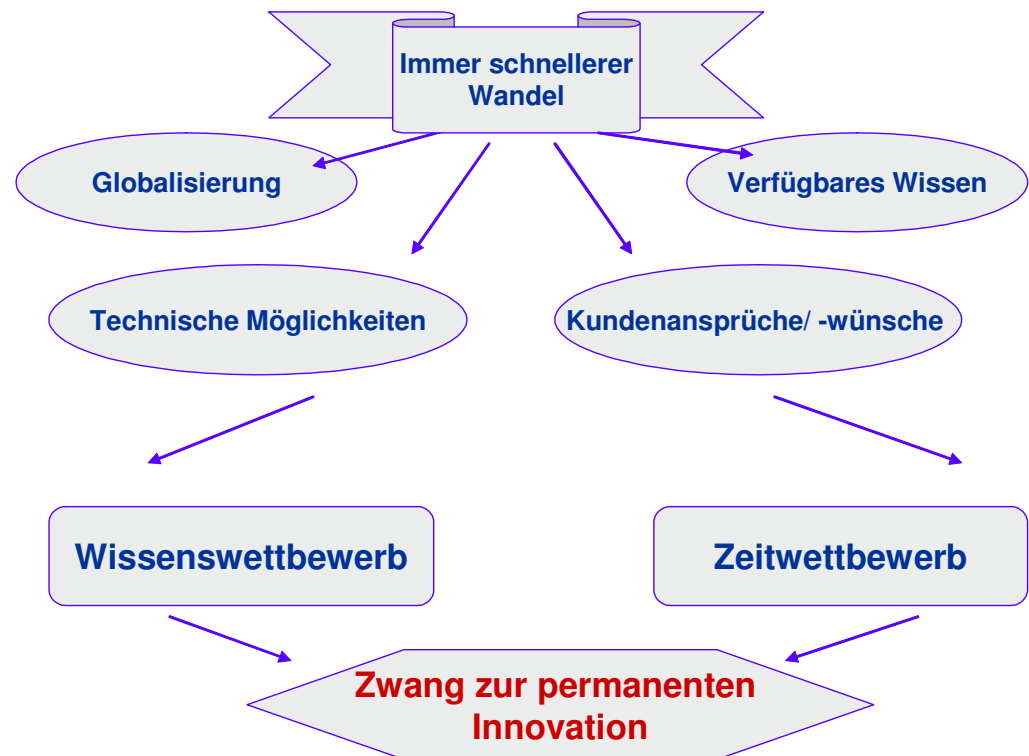 Immer schnellerer
Wandel
Globalisierung
Verfügbares Wissen
Technische Möglichkeiten
Kundenansprüche/ -wünsche
Wissenswettbewerb
Zeitwettbewerb
Zwang zur permanenten
Innovation